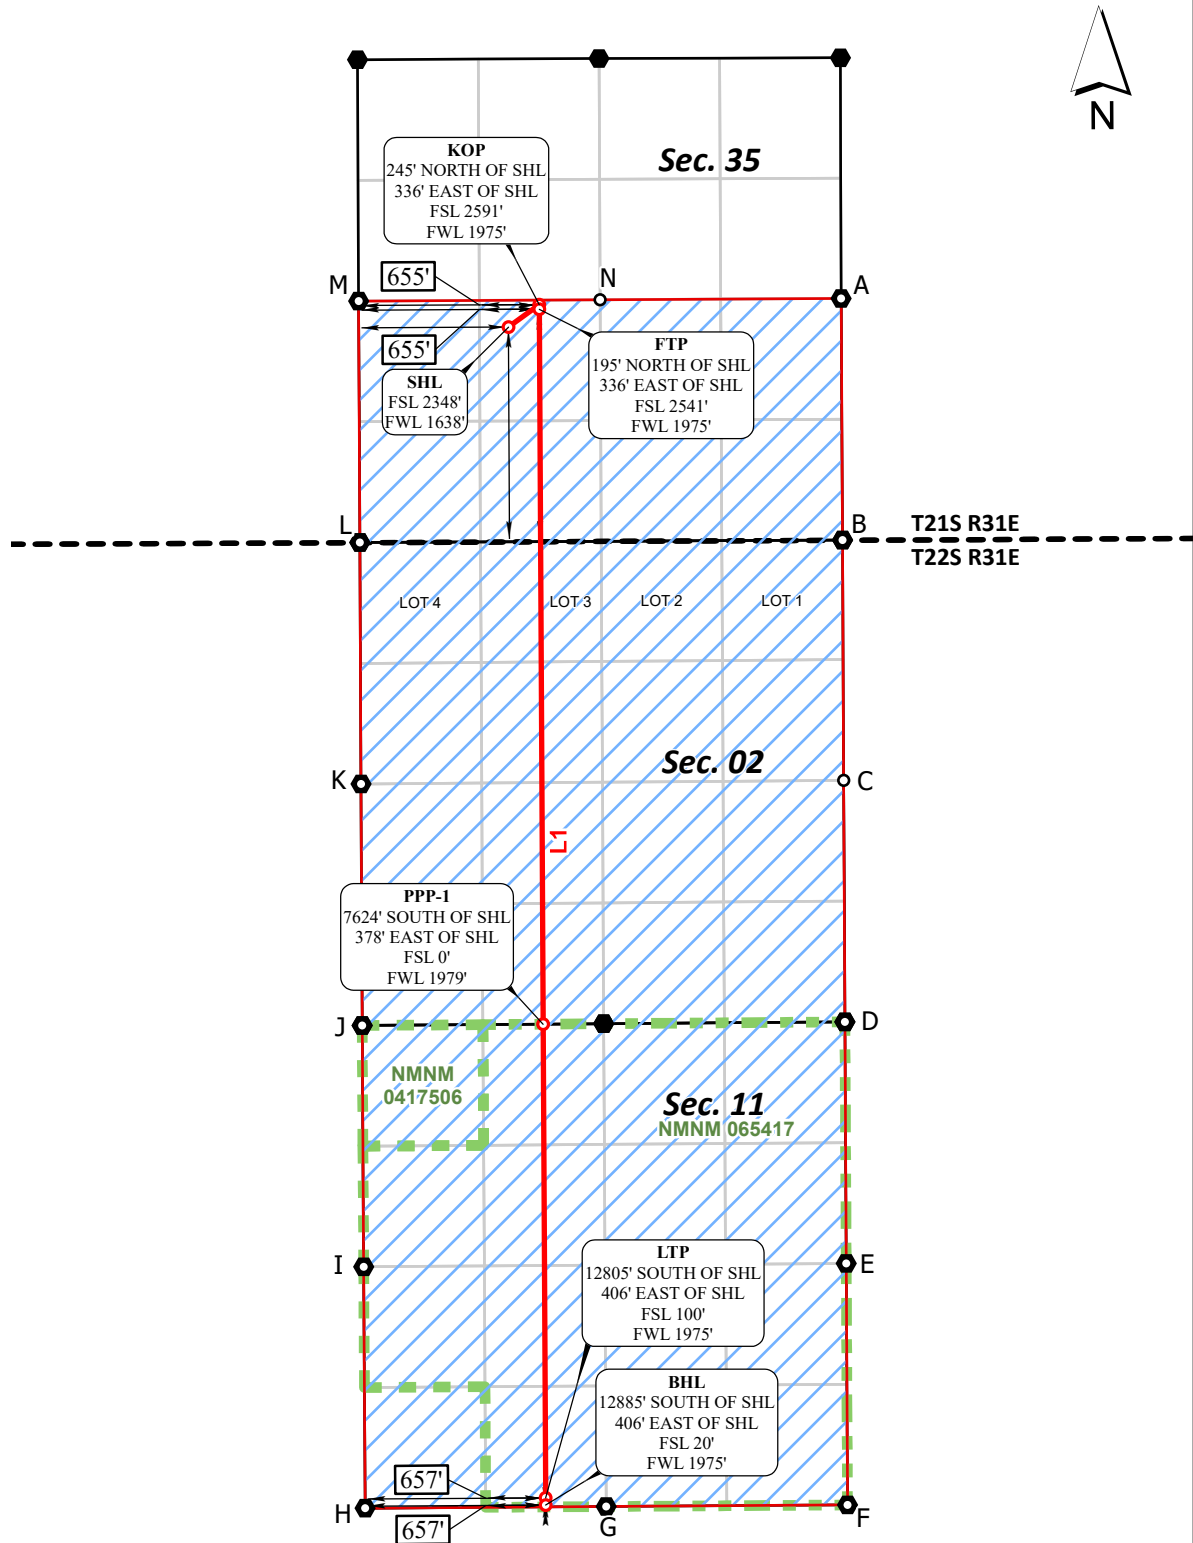 N
Sec. 35
KOP
245' NORTH OF SHL
336' EAST OF SHL
FSL 2591'
FWL 1975'
M
655'
N
A
655'
SHL
FSL 2348'
FWL 1638'
FTP
195' NORTH OF SHL
336' EAST OF SHL
FSL 2541'
FWL 1975'
L
B
T21S R31E
T22S R31E
LOT 4
LOT 3
LOT 2
LOT 1
Sec. 02
K
C
L1
PPP-1
7624' SOUTH OF SHL
378' EAST OF SHL
FSL 0'
FWL 1979'
J
D
NMNM
0417506
Sec. 11
NMNM 065417
I
E
LTP
12805' SOUTH OF SHL
406' EAST OF SHL
FSL 100'
FWL 1975'
BHL
12885' SOUTH OF SHL
406' EAST OF SHL
FSL 20'
FWL 1975'
657'
H
G
F
657'